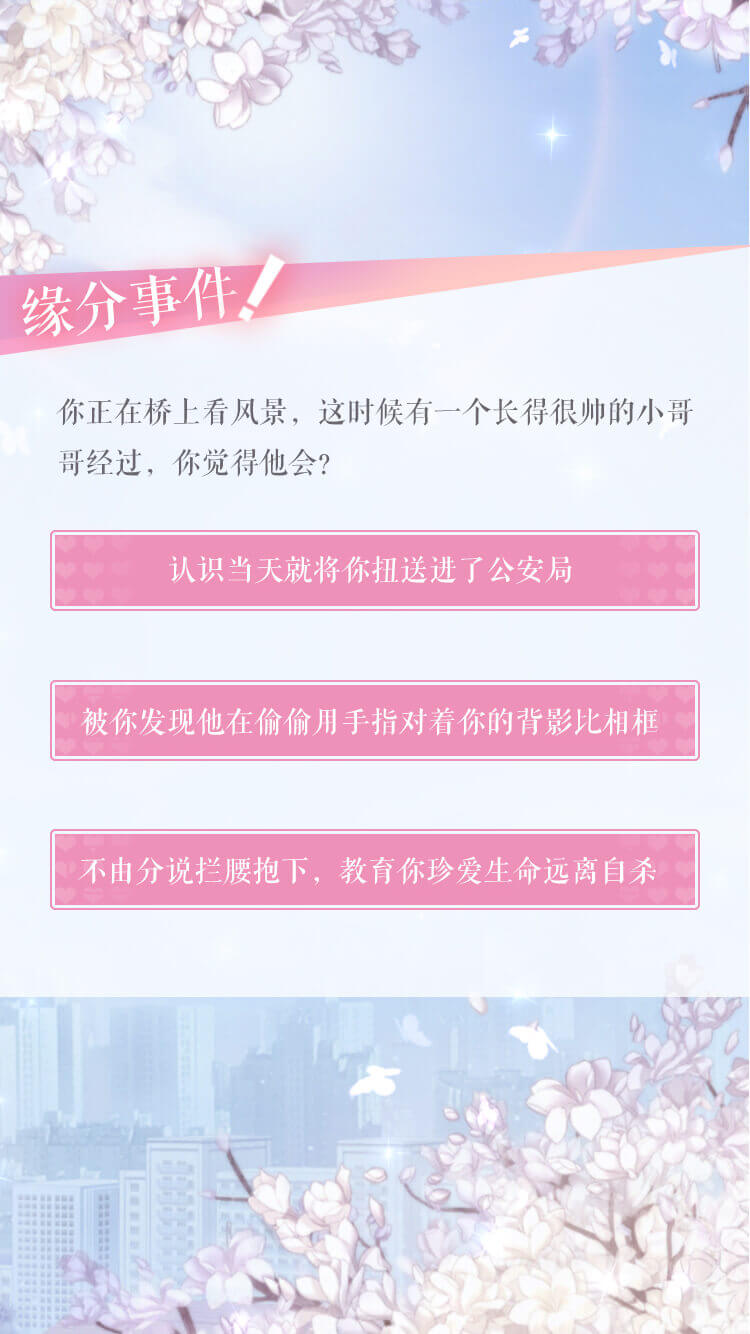 缘分事件!
你正在桥上看风景，这时候有一个长得很帅的小哥
哥经过，你觉得他会?
认识当天就将你扭送进了公安局
被你发现他在偷偷用手指对着你的背影比相框
不由分说拦腰抱下，教育你珍爱生命远离自杀